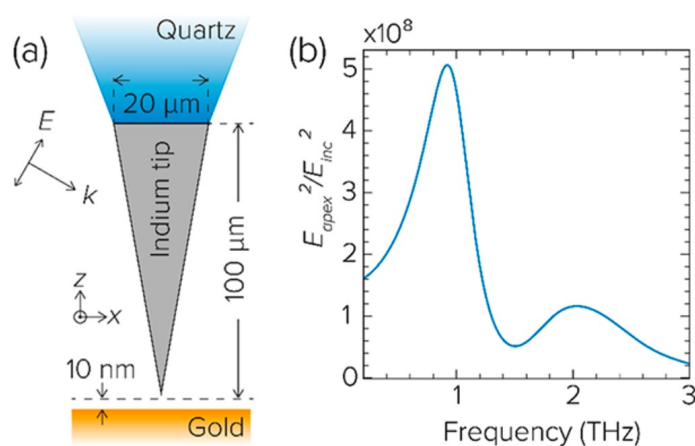 (a)
Quartz
20 μm
E
k
Indium tip
100 μm
z
x
10 nm
Gold
(b)
×10⁸
5
4
3
2
1
0
E_apex²/E_inc²
1
2
3
Frequency (THz)